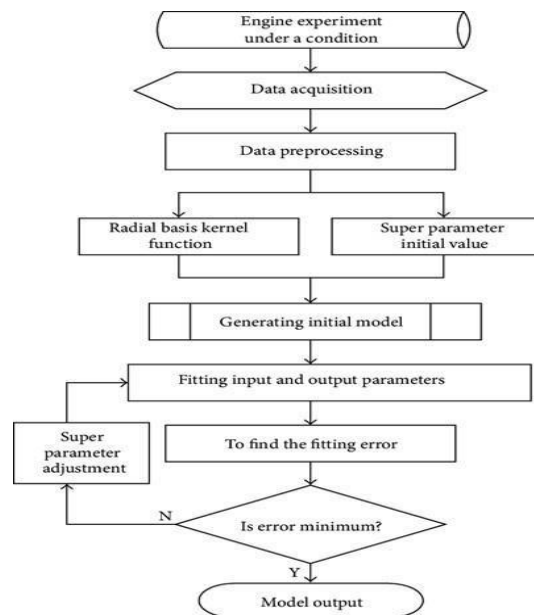 Engine experiment
under a condition
Data acquisition
Data preprocessing
Radial basis kernel
function
Super parameter
initial value
Generating initial model
Fitting input and output parameters
Super
parameter
adjustment
To find the fitting error
N
Is error minimum?
Y
Model output